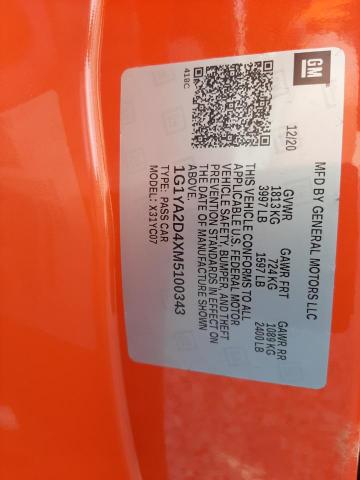 GM
MFD BY GENERAL MOTORS LLC
12/20
GVWR
1813 KG
3997 LB
GAWR FRT
724 KG
1597 LB
GAWR RR
1089 KG
2400 LB
THIS VEHICLE CONFORMS TO ALL
APPLICABLE U.S. FEDERAL MOTOR
VEHICLE SAFETY, BUMPER, AND THEFT
PREVENTION STANDARDS IN EFFECT ON
THE DATE OF MANUFACTURE SHOWN
ABOVE.
1G1YA2D4XM5100343
TYPE: PASS CAR
MODEL: X31YC07
418C